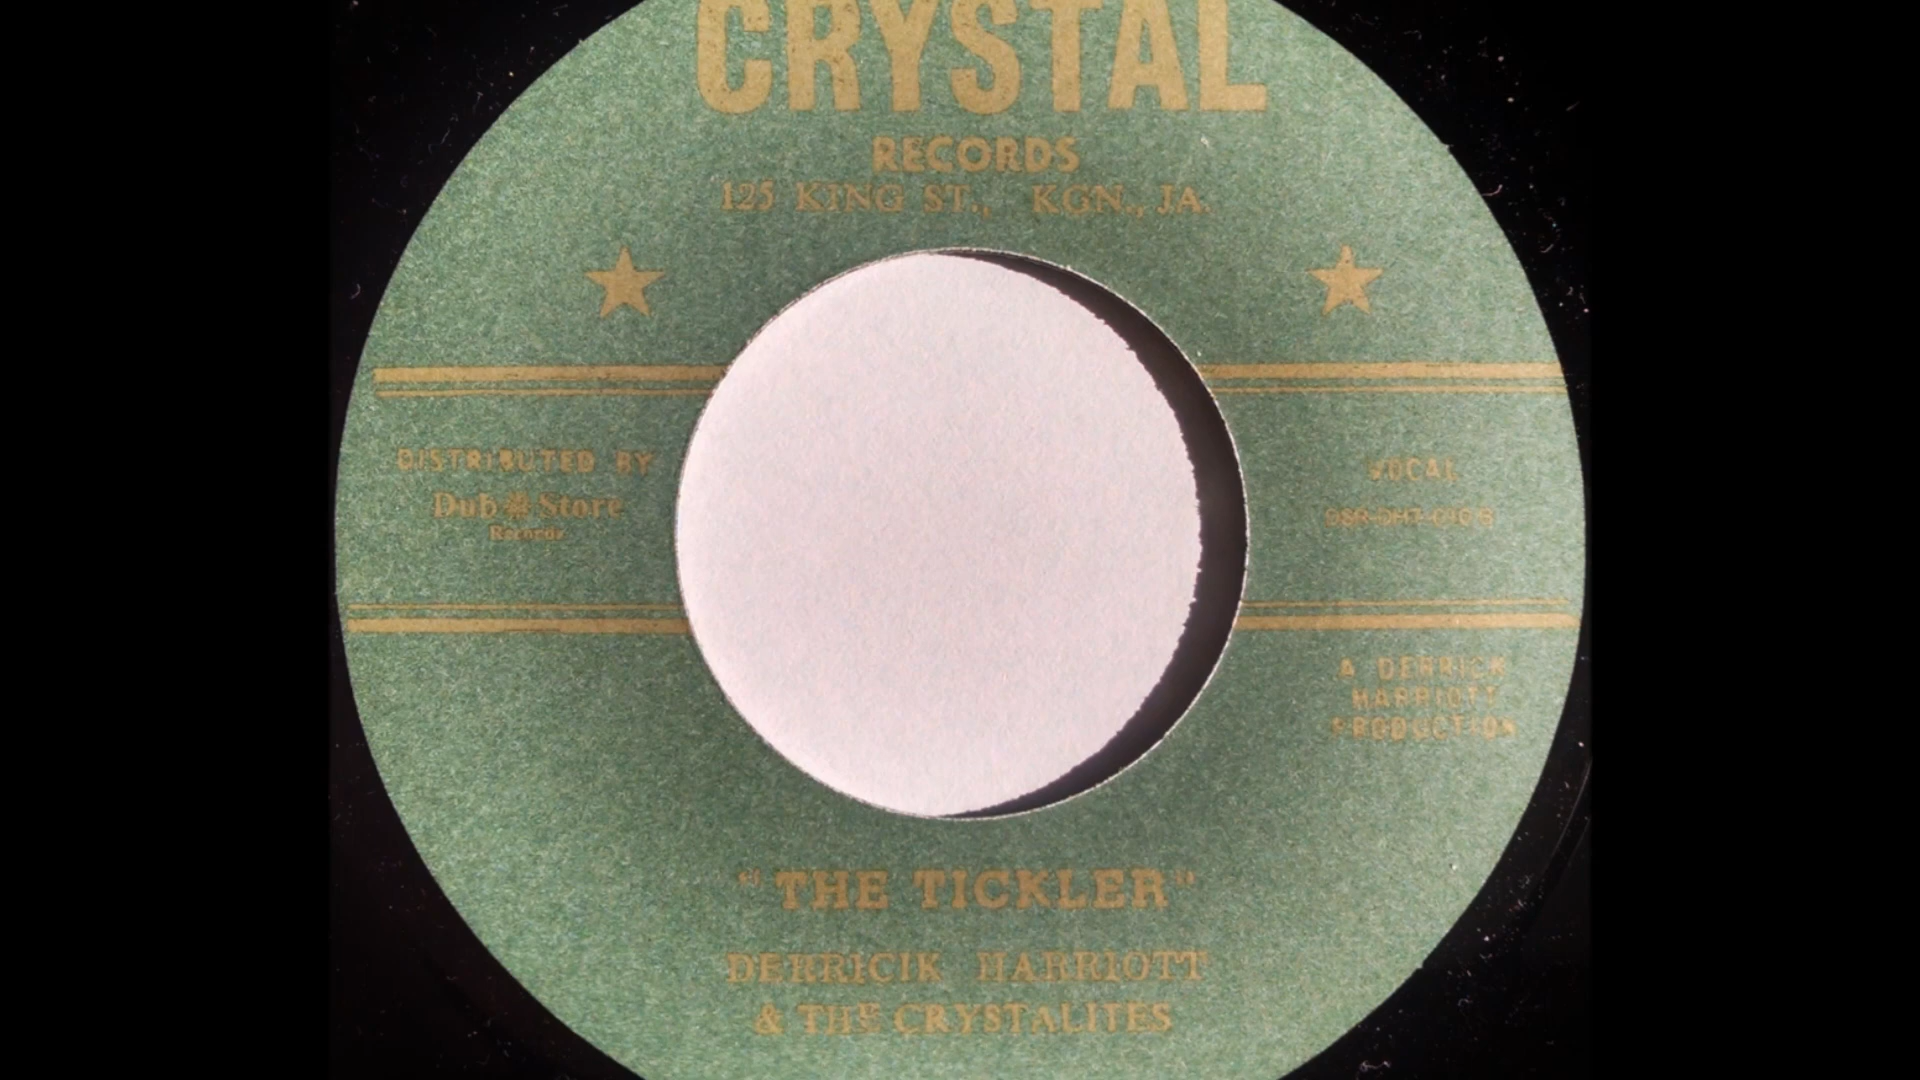 CRYSTAL
RECORDS
125 KING ST., KGN., JA.
DISTRIBUTED BY
Dub Store
Records
VOCAL
A DERRICK
HARRIOTT
PRODUCTION
"THE TICKLER"
DERRICIK HARRIOTT
& THE CRYSTALITES